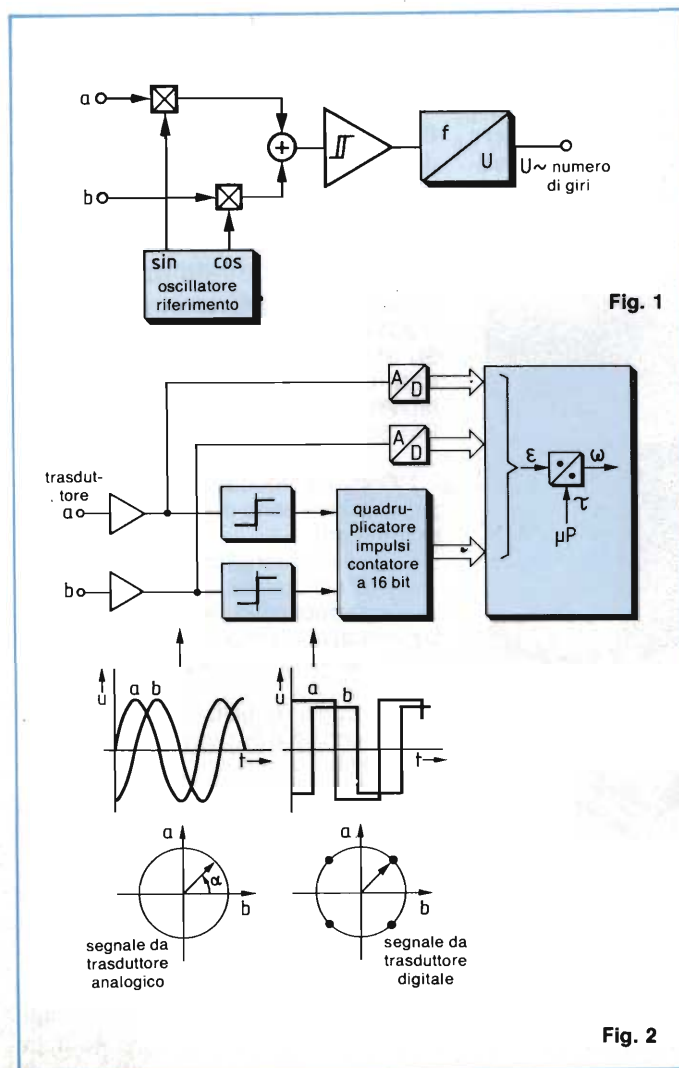 a
b
sin cos
oscillatore
riferimento
+
f
U
U~ numero
di giri
Fig. 1
A
D
A
D
trasdut-
tore
a
b
quadru-
plicatore
impulsi
contatore
a 16 bit
ε
ω
τ
µP
u
a b
t
u
a
b
t
a
α
b
segnale da
trasduttore
analogico
a
b
segnale da
trasduttore
digitale
Fig. 2